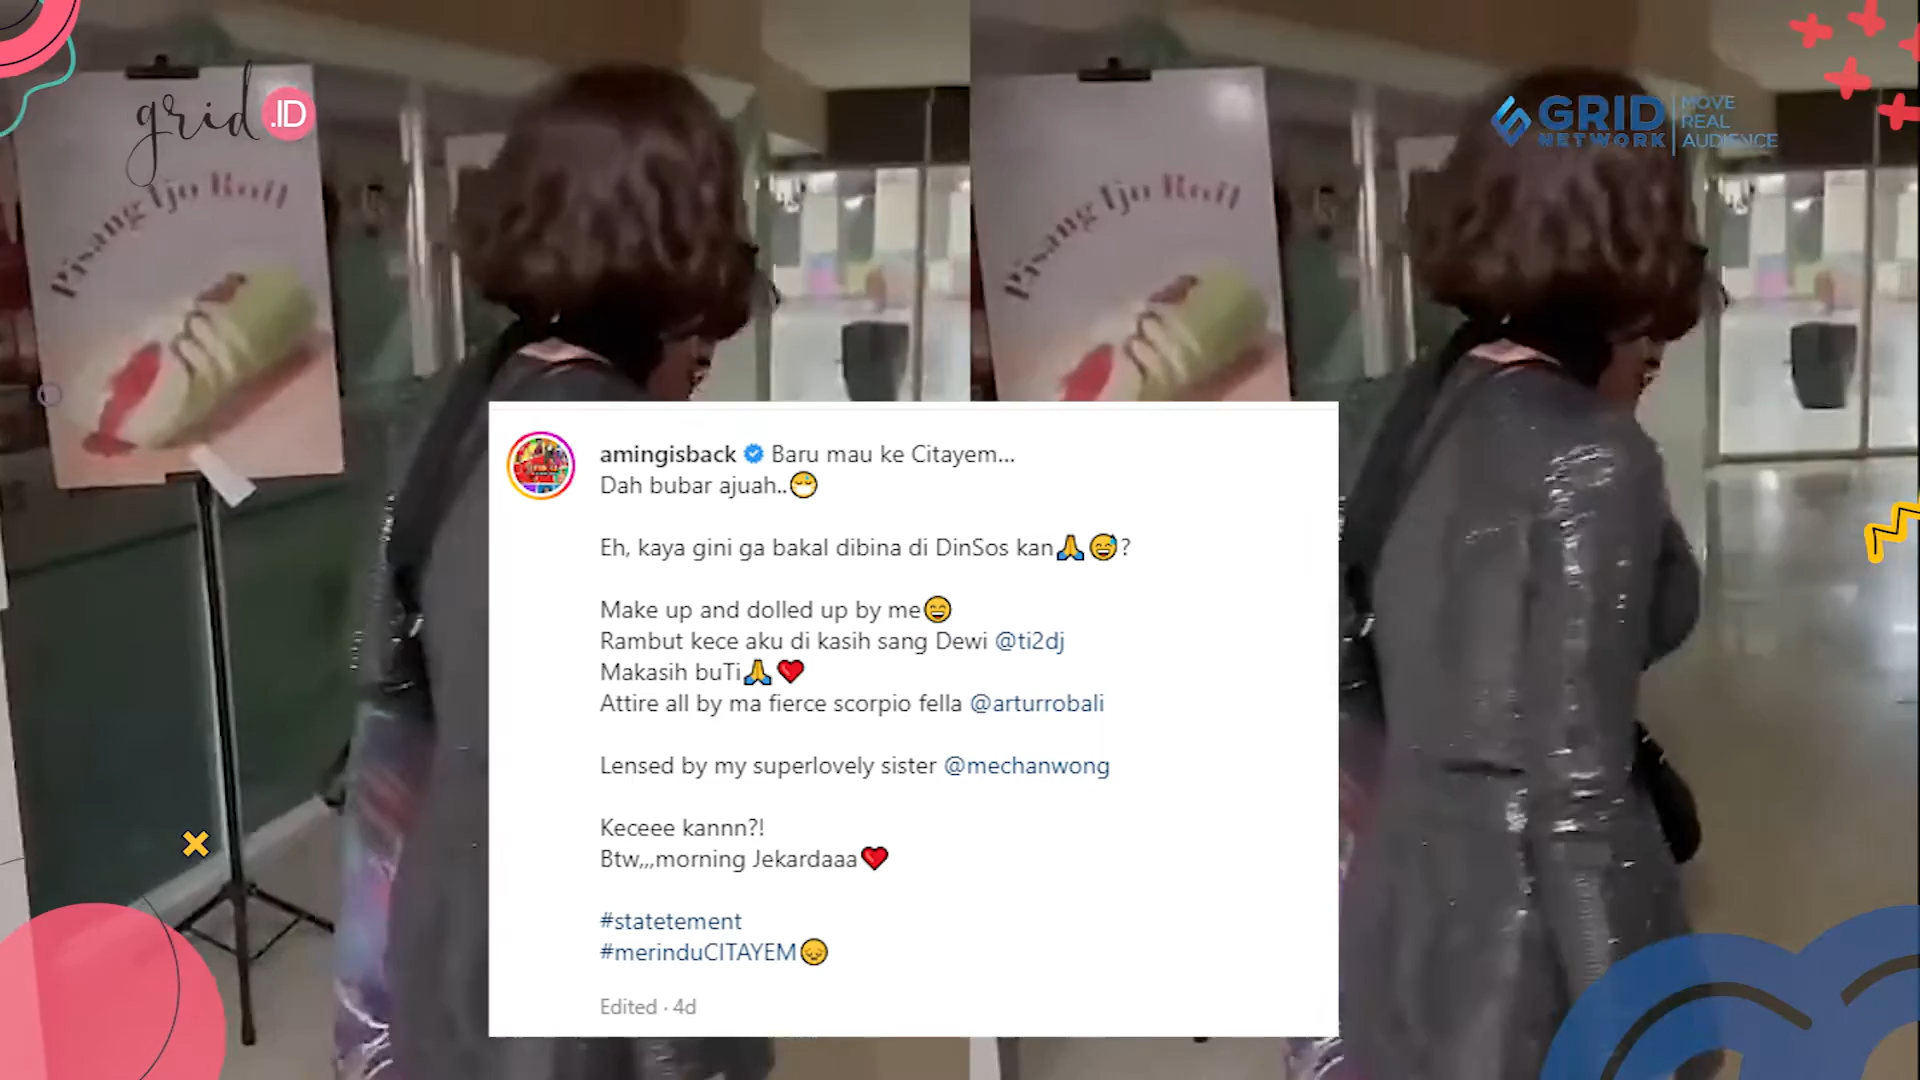 grid.ID
GRID
NETWORK
MOVE
REAL
AUDIENCE
Pisang Ijo Roll
Pisang Ijo Roll
amingisback Baru mau ke Citayem...
Dah bubar ajuah..😷
Eh, kaya gini ga bakal dibina di DinSos kan🙏😅?
Make up and dolled up by me😄
Rambut kece aku di kasih sang Dewi @ti2dj
Makasih buTi🙏❤️
Attire all by ma fierce scorpio fella @arturrobali
Lensed by my superlovely sister @mechanwong
Keceee kannn?!
Btw,,,morning Jekardaaa❤️
#statetement
#merinduCITAYEM😞
Edited · 4d